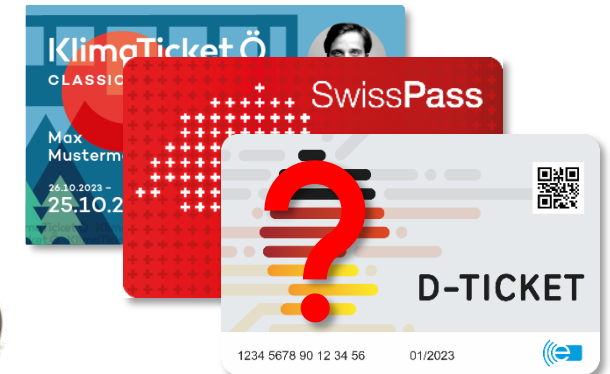 KlimaTicket Ö
CLASSIC
Max
26.10.2023 –
25.10.2
SwissPass
?
D-TICKET
1234 5678 90 12 34 56 01/2023
e